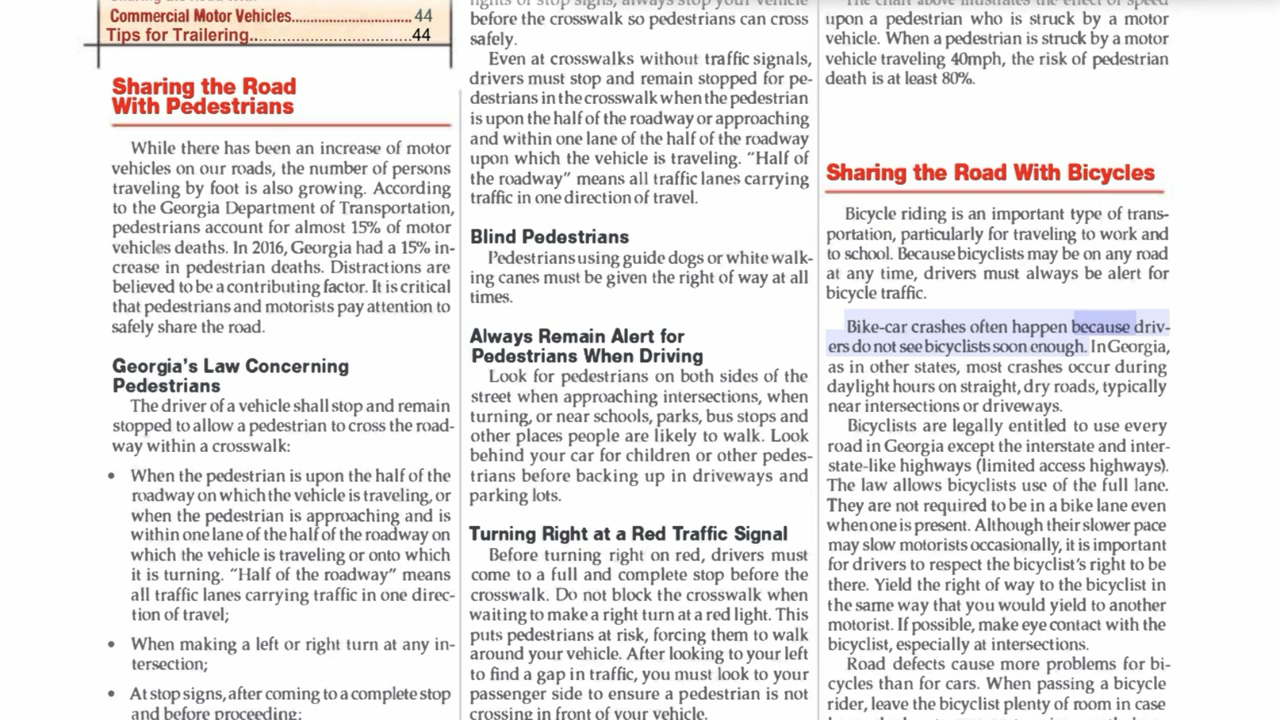 Commercial Motor Vehicles............................... 44
Tips for Trailering.......................................44
Sharing the Road
With Pedestrians
While there has been an increase of motor
vehicles on our roads, the number of persons
traveling by foot is also growing. According
to the Georgia Department of Transportation,
pedestrians account for almost 15% of motor
vehicles deaths. In 2016, Georgia had a 15% in-
crease in pedestrian deaths. Distractions are
believed to be a contributing factor. It is critical
that pedestrians and motorists pay attention to
safely share the road.
Georgia's Law Concerning
Pedestrians
The driver of a vehicle shall stop and remain
stopped to allow a pedestrian to cross the road-
way within a crosswalk:
• When the pedestrian is upon the half of the
roadway on which the vehicle is traveling, or
when the pedestrian is approaching and is
within one lane of the half of the roadway on
which the vehicle is traveling or onto which
it is turning. "Half of the roadway" means
all traffic lanes carrying traffic in one direc-
tion of travel;
• When making a left or right turn at any in-
tersection;
• At stop signs, after coming to a complete stop
and before proceeding;
lights or stop signs, always stop your vehicle
before the crosswalk so pedestrians can cross
safely.
Even at crosswalks without traffic signals,
drivers must stop and remain stopped for pe-
destrians in the crosswalk when the pedestrian
is upon the half of the roadway or approaching
and within one lane of the half of the roadway
upon which the vehicle is traveling. "Half of
the roadway" means all traffic lanes carrying
traffic in one direction of travel.
Blind Pedestrians
Pedestrians using guide dogs or white walk-
ing canes must be given the right of way at all
times.
Always Remain Alert for
Pedestrians When Driving
Look for pedestrians on both sides of the
street when approaching intersections, when
turning, or near schools, parks, bus stops and
other places people are likely to walk. Look
behind your car for children or other pedes-
trians before backing up in driveways and
parking lots.
Turning Right at a Red Traffic Signal
Before turning right on red, drivers must
come to a full and complete stop before the
crosswalk. Do not block the crosswalk when
waiting to make a right turn at a red light. This
puts pedestrians at risk, forcing them to walk
around your vehicle. After looking to your left
to find a gap in traffic, you must look to your
passenger side to ensure a pedestrian is not
crossing in front of your vehicle.
The chart above illustrates the effect of speed
upon a pedestrian who is struck by a motor
vehicle. When a pedestrian is struck by a motor
vehicle traveling 40mph, the risk of pedestrian
death is at least 80%.
Sharing the Road With Bicycles
Bicycle riding is an important type of trans-
portation, particularly for traveling to work and
to school. Because bicyclists may be on any road
at any time, drivers must always be alert for
bicycle traffic.
Bike-car crashes often happen because driv-
ers do not see bicyclists soon enough. In Georgia,
as in other states, most crashes occur during
daylight hours on straight, dry roads, typically
near intersections or driveways.
Bicyclists are legally entitled to use every
road in Georgia except the interstate and inter-
state-like highways (limited access highways).
The law allows bicyclists use of the full lane.
They are not required to be in a bike lane even
when one is present. Although their slower pace
may slow motorists occasionally, it is important
for drivers to respect the bicyclist's right to be
there. Yield the right of way to the bicyclist in
the same way that you would yield to another
motorist. If possible, make eye contact with the
bicyclist, especially at intersections.
Road defects cause more problems for bi-
cycles than for cars. When passing a bicycle
rider, leave the bicyclist plenty of room in case